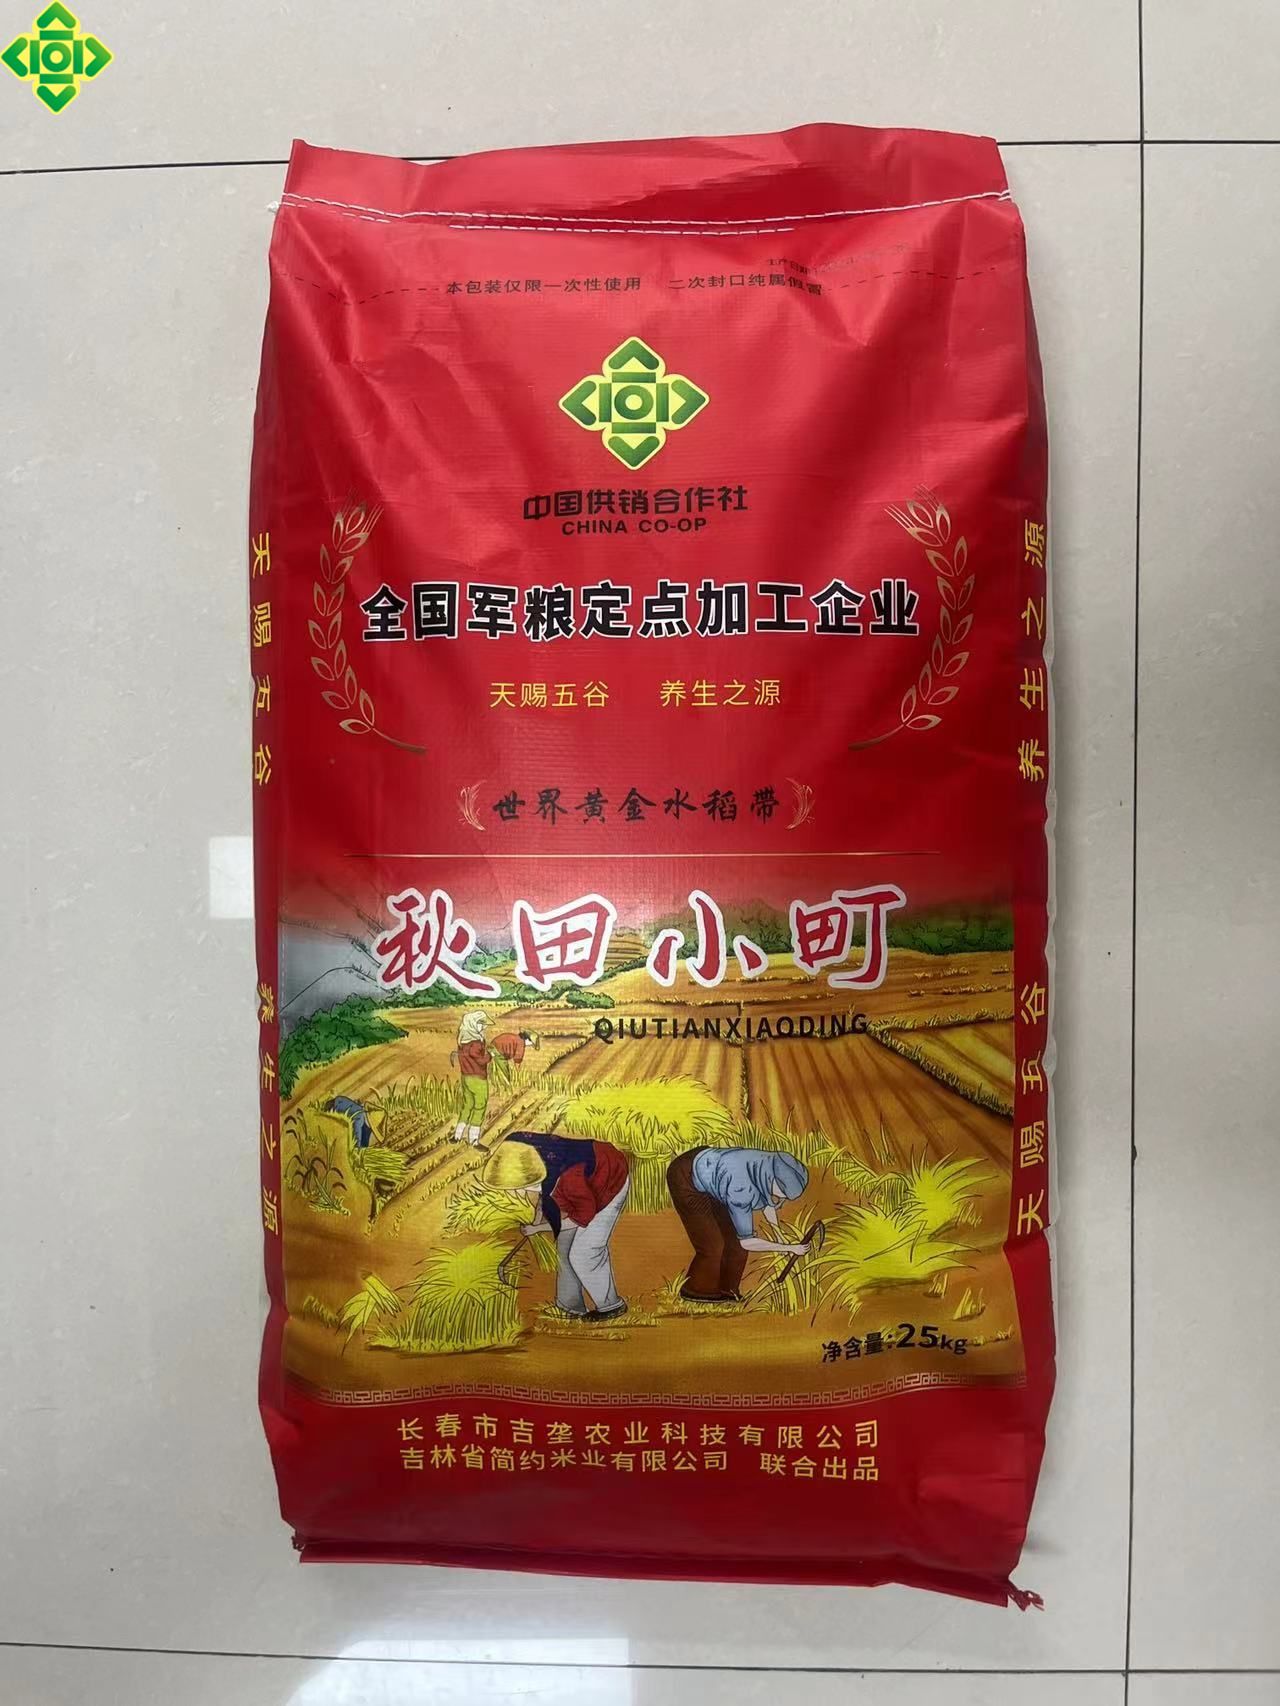 本包装仅限一次性使用 二次封口纯属假冒
中国供销合作社
CHINA CO-OP
全国军粮定点加工企业
天赐五谷 养生之源
世界黄金水稻带
秋田小町
QIUTIANXIAODING
净含量:25kg
长春市吉垄农业科技有限公司
吉林省简约米业有限公司 联合出品
天赐五谷 养生之源
天赐五谷 养生之源